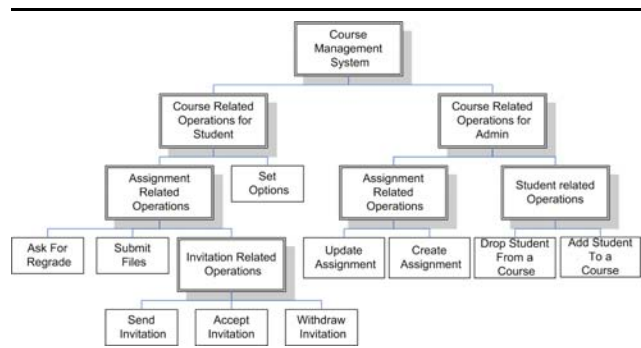 Course
Management
System
Course Related
Operations for
Student
Course Related
Operations for
Admin
Assignment
Related
Operations
Set
Options
Assignment
Related
Operations
Student related
Operations
Ask For
Regrade
Submit
Files
Invitation Related
Operations
Update
Assignment
Create
Assignment
Drop Student
From a
Course
Add Student
To a
Course
Send
Invitation
Accept
Invitation
Withdraw
Invitation